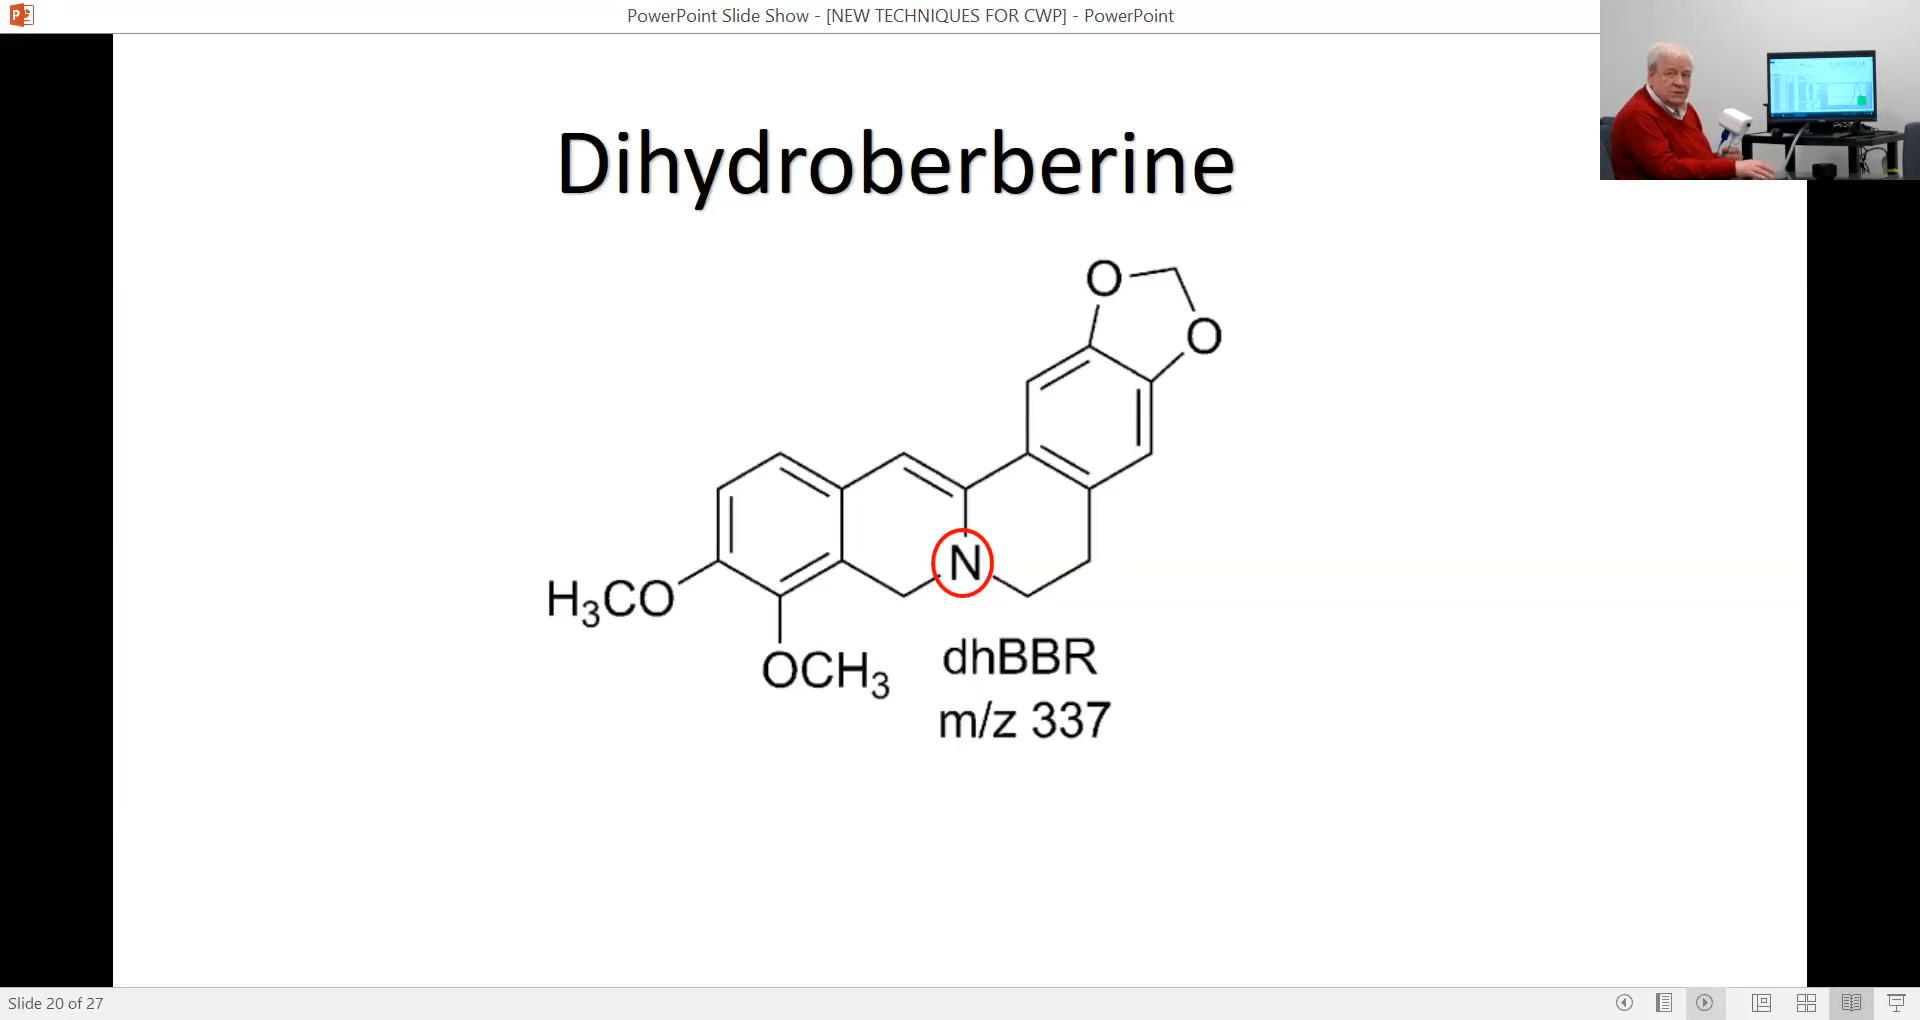 PowerPoint Slide Show - [NEW TECHNIQUES FOR CWP] - PowerPoint
Dihydroberberine
O
O
N
H₃CO
OCH₃
dhBBR
m/z 337
Slide 20 of 27